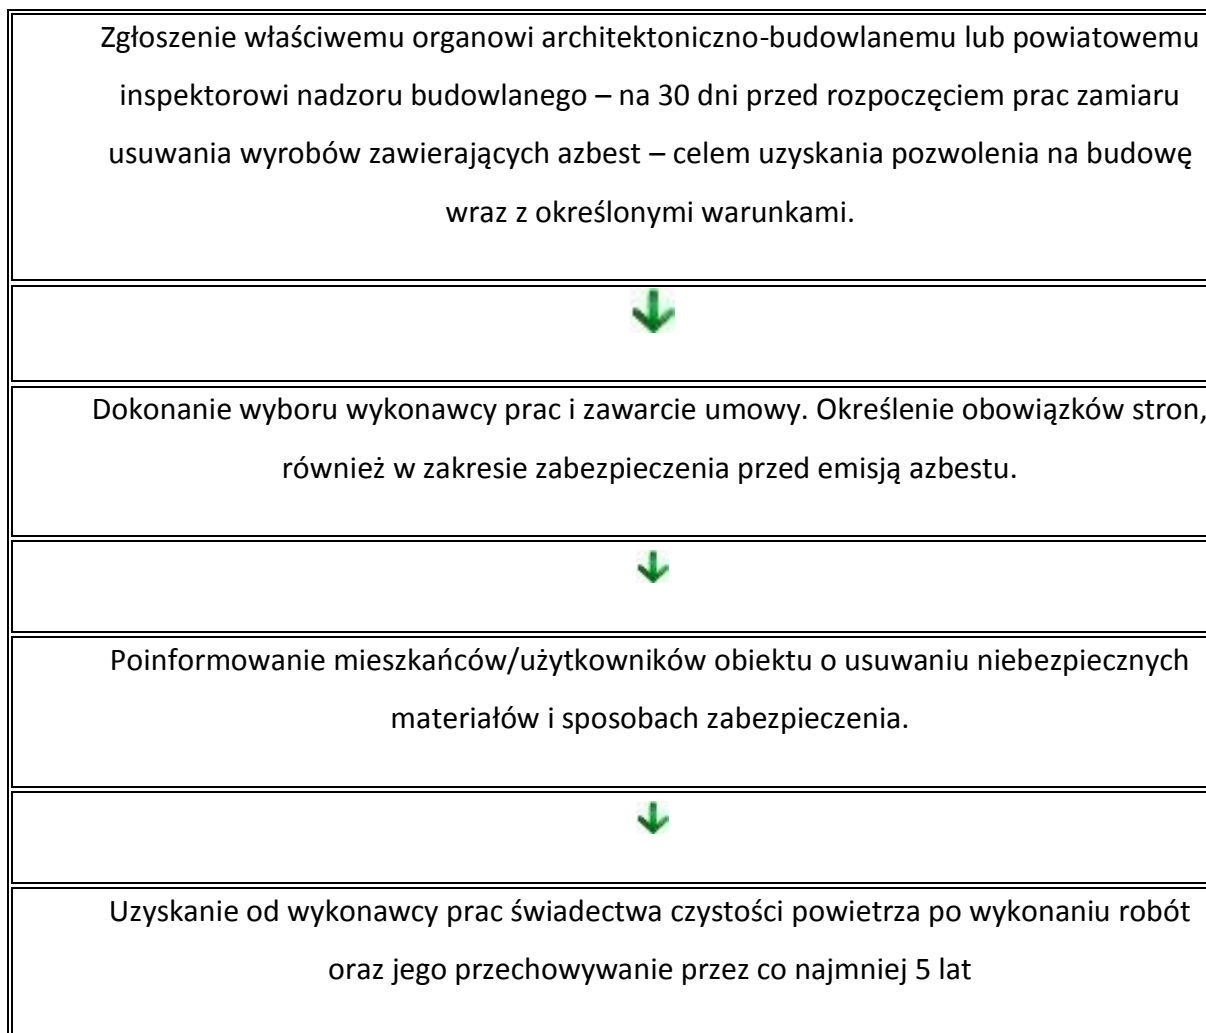 Zgłoszenie właściwemu organowi architektoniczno-budowlanemu lub powiatowemu
inspektorowi nadzoru budowlanego – na 30 dni przed rozpoczęciem prac zamiaru
usuwania wyrobów zawierających azbest – celem uzyskania pozwolenia na budowę
wraz z określonymi warunkami.
Dokonanie wyboru wykonawcy prac i zawarcie umowy. Określenie obowiązków stron,
również w zakresie zabezpieczenia przed emisją azbestu.
Poinformowanie mieszkańców/użytkowników obiektu o usuwaniu niebezpiecznych
materiałów i sposobach zabezpieczenia.
Uzyskanie od wykonawcy prac świadectwa czystości powietrza po wykonaniu robót
oraz jego przechowywanie przez co najmniej 5 lat